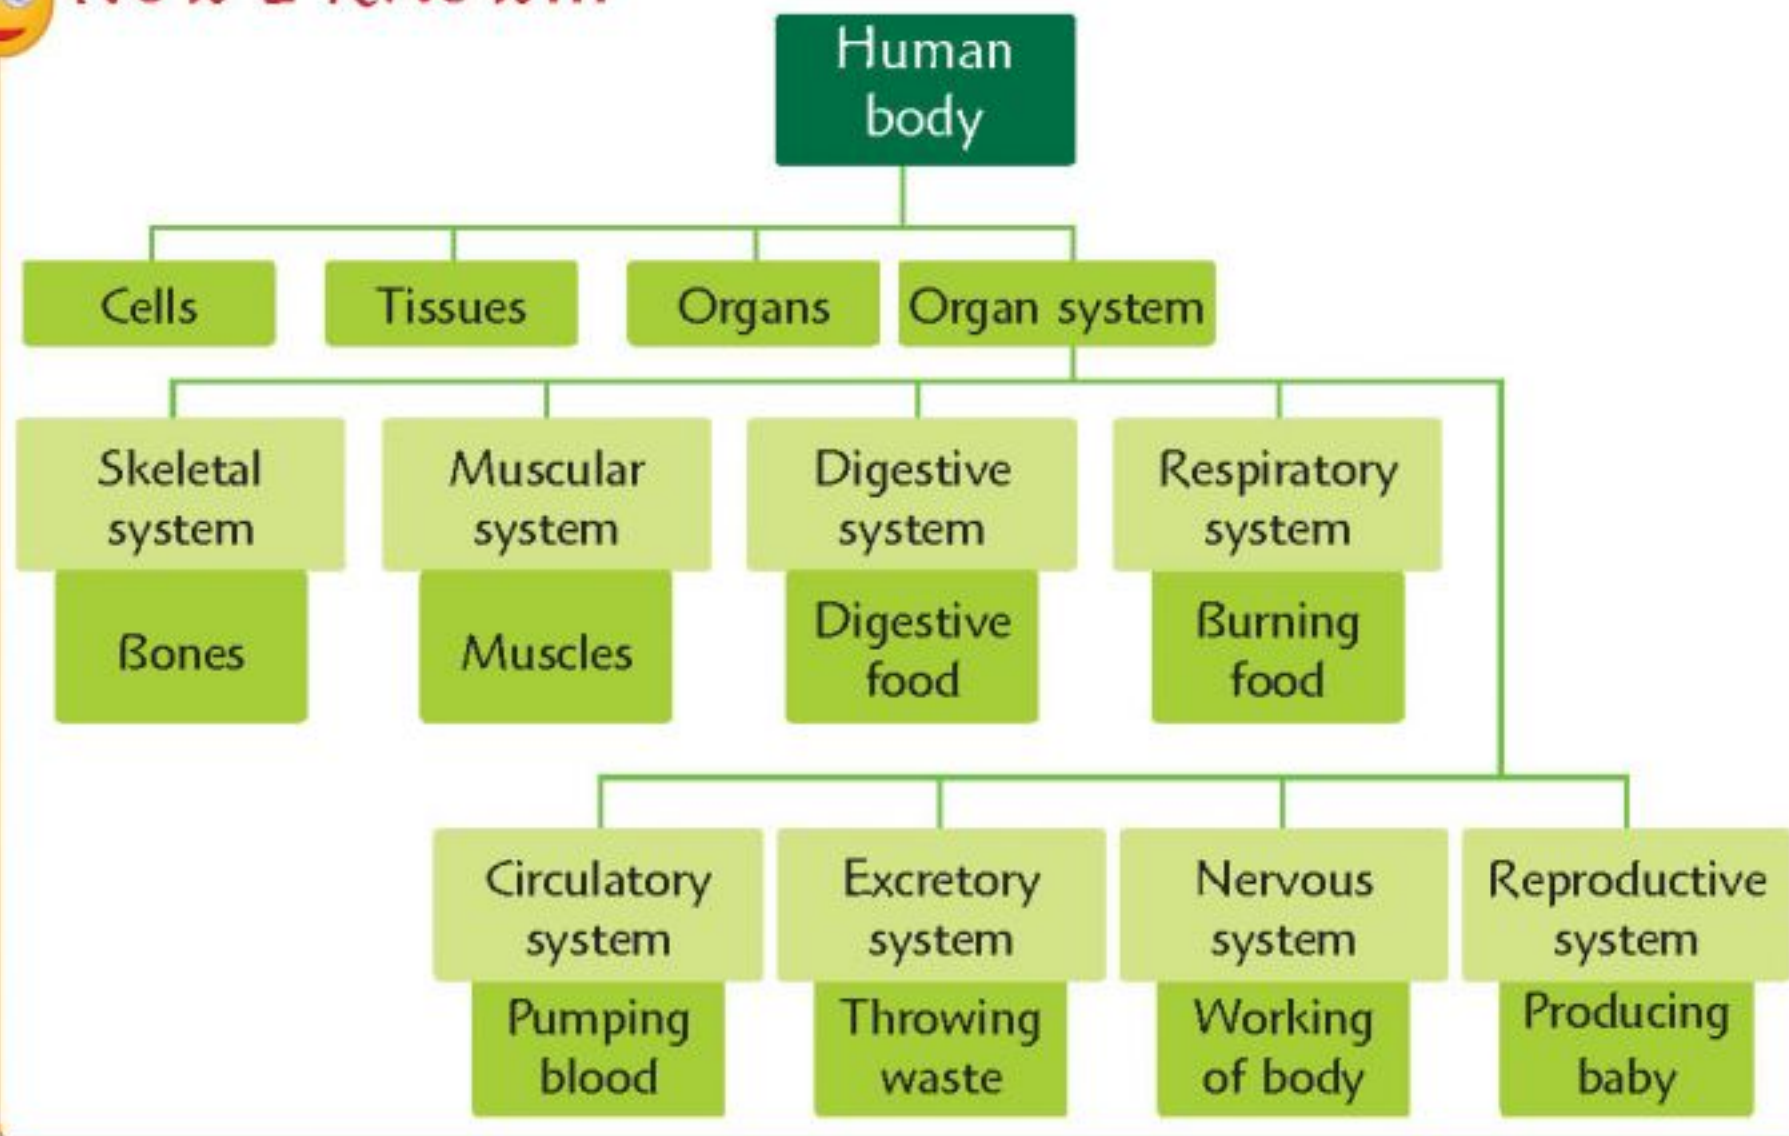 Human
body
Cells
Tissues
Organs
Organ system
Skeletal
system
Muscular
system
Digestive
system
Respiratory
system
Bones
Muscles
Digestive
food
Burning
food
Circulatory
system
Excretory
system
Nervous
system
Reproductive
system
Pumping
blood
Throwing
waste
Working
of body
Producing
baby